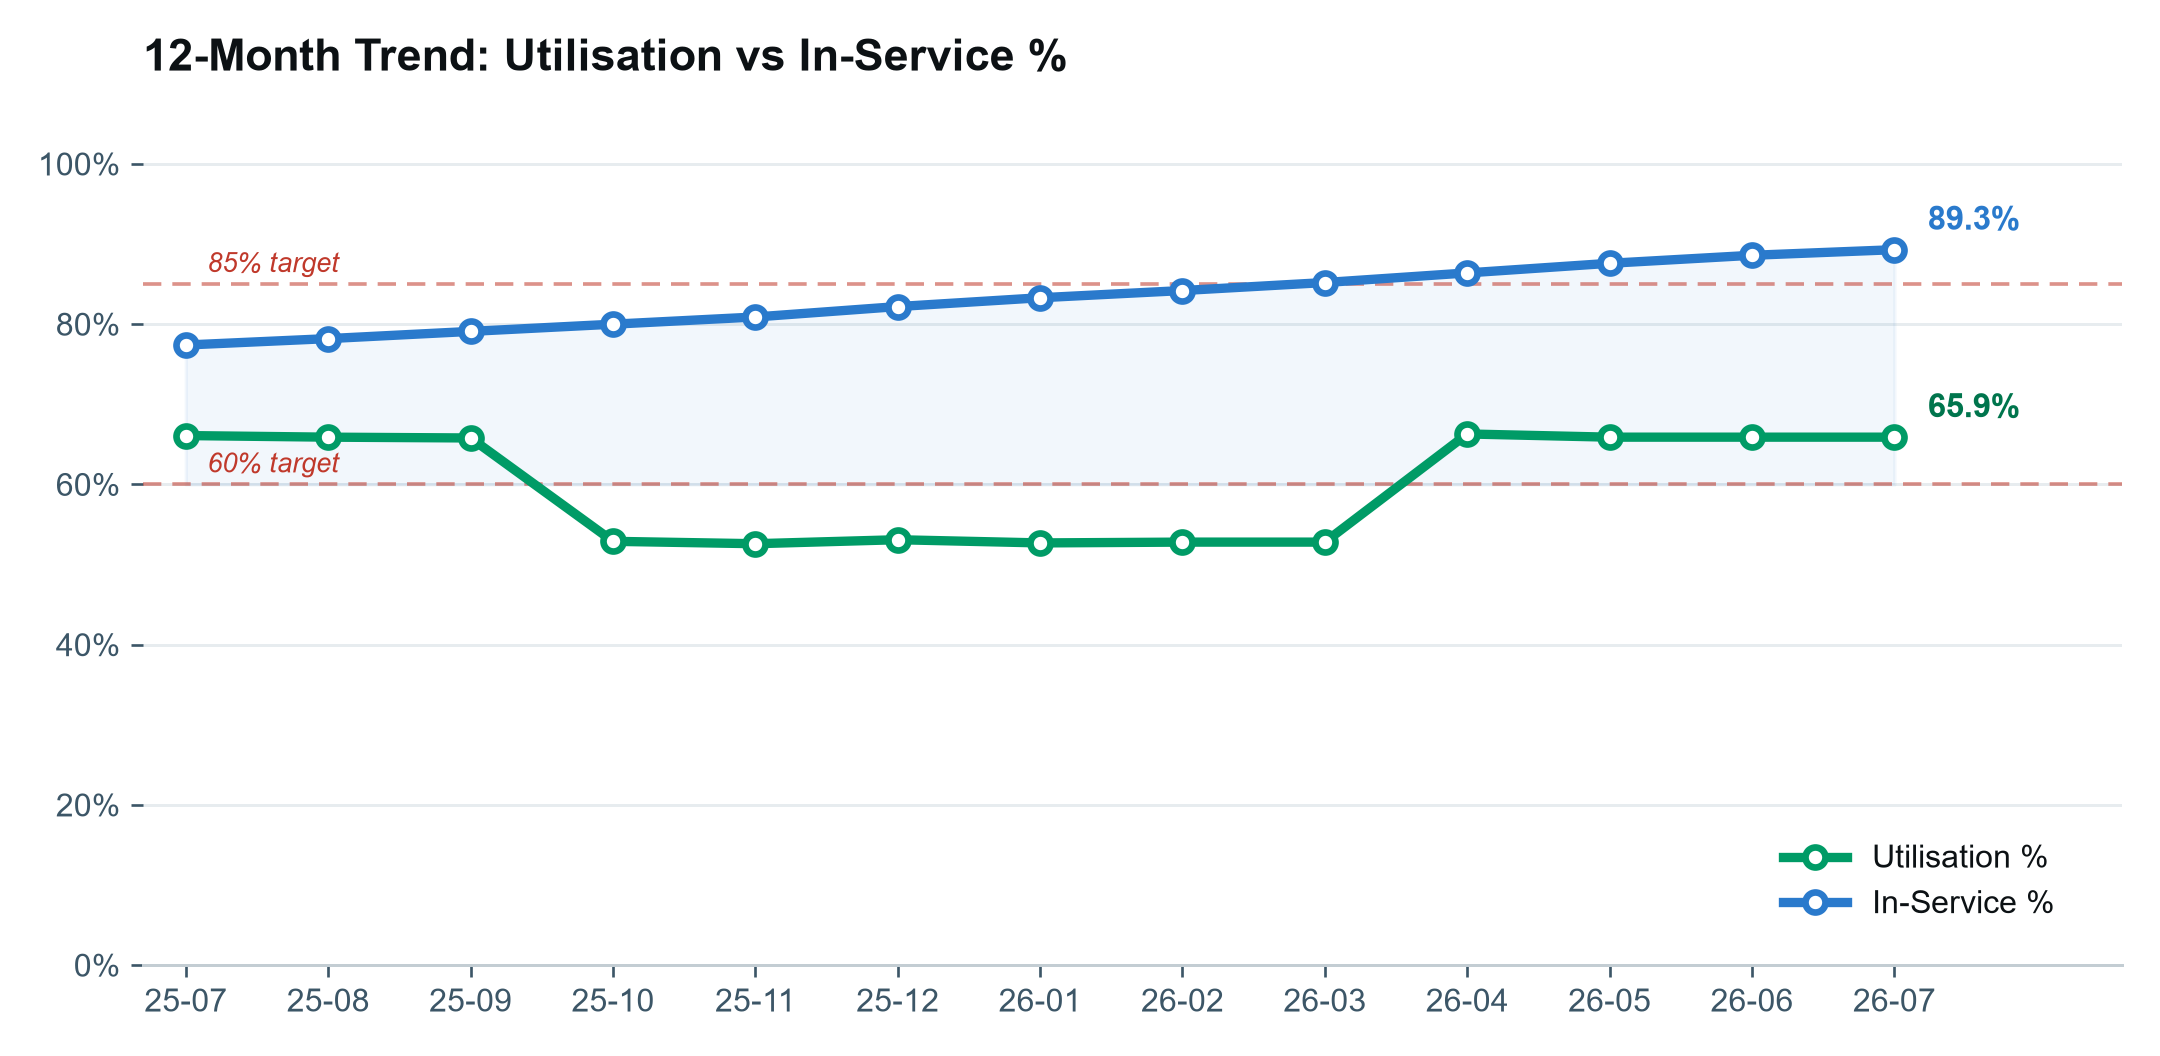 12-Month Trend: Utilisation vs In-Service %
100%
89.3%
85% target
80%
65.9%
60% target
60%
40%
20%
Utilisation %
In-Service %
0%
25-07 25-08 25-09 25-10 25-11 25-12 26-01 26-02 26-03 26-04 26-05 26-06 26-07